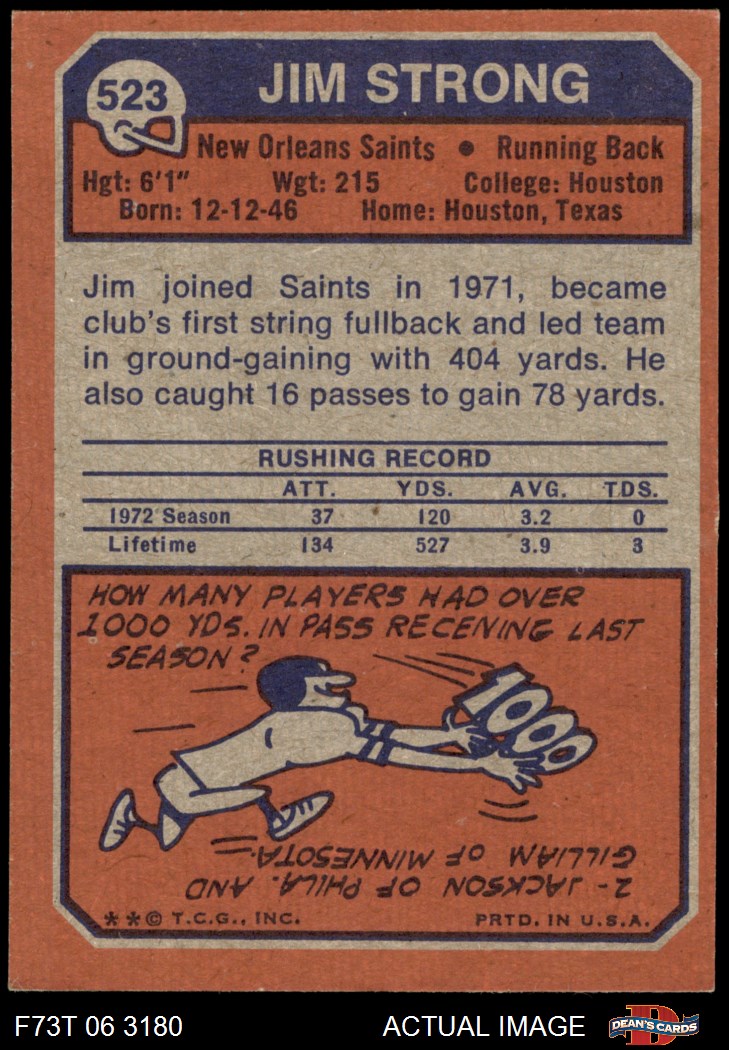 523
JIM STRONG
New Orleans Saints • Running Back
Hgt: 6'1" Wgt: 215 College: Houston
Born: 12-12-46 Home: Houston, Texas
Jim joined Saints in 1971, became
club's first string fullback and led team
in ground-gaining with 404 yards. He
also caught 16 passes to gain 78 yards.
RUSHING RECORD
ATT. YDS. AVG. TDS.
1972 Season 37 120 3.2 0
Lifetime 134 527 3.9 3
HOW MANY PLAYERS HAD OVER
1000 YDS. IN PASS RECEIVING LAST
SEASON?
1000
2 - JACKSON OF PHILA. AND
GILLIAM OF MINNESOTA.
* * © T.C.G., INC. PRTD. IN U.S.A.
F73T 06 3180 ACTUAL IMAGE D DEAN'S CARDS